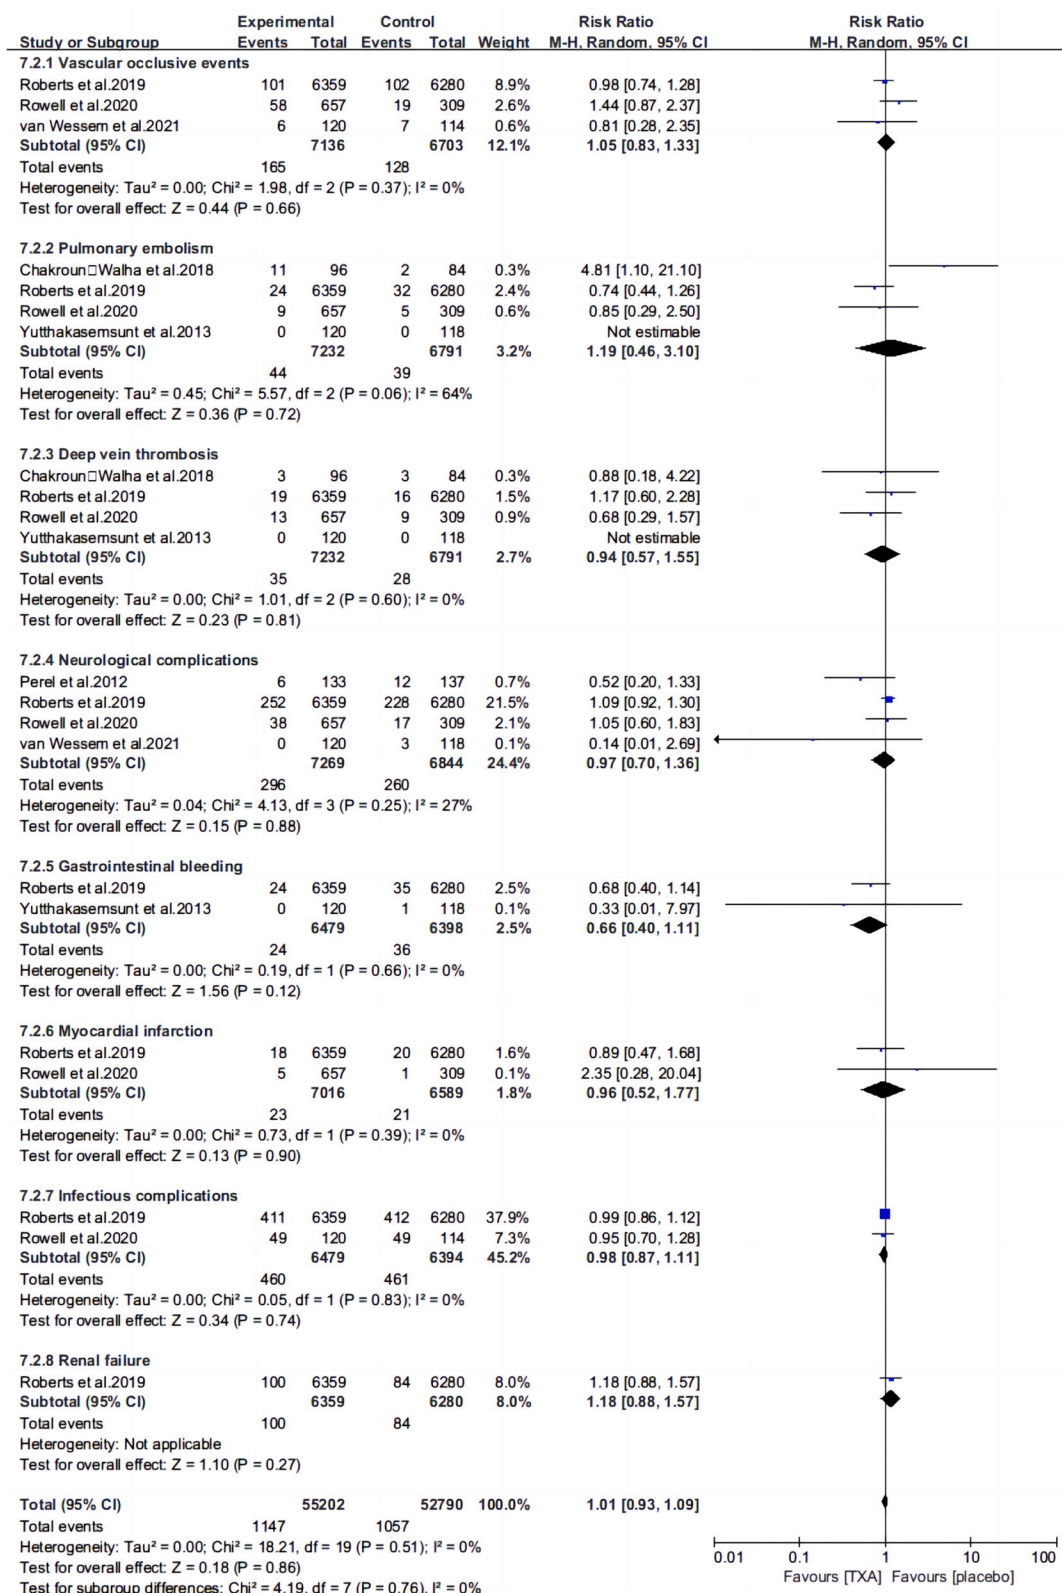 Experimental Control Risk Ratio Risk Ratio
Study or Subgroup Events Total Events Total Weight M-H, Random, 95% CI M-H, Random, 95% CI
7.2.1 Vascular occlusive events
Roberts et al.2019 101 6359 102 6280 8.9% 0.98 [0.74, 1.28]
Rowell et al.2020 58 657 19 309 2.6% 1.44 [0.87, 2.37]
van Wessem et al.2021 6 120 7 114 0.6% 0.81 [0.28, 2.35]
Subtotal (95% CI) 7136 6703 12.1% 1.05 [0.83, 1.33]
Total events 165 128
Heterogeneity: Tau² = 0.00; Chi² = 1.98, df = 2 (P = 0.37); I² = 0%
Test for overall effect: Z = 0.44 (P = 0.66)
7.2.2 Pulmonary embolism
Chakroun□Walha et al.2018 11 96 2 84 0.3% 4.81 [1.10, 21.10]
Roberts et al.2019 24 6359 32 6280 2.4% 0.74 [0.44, 1.26]
Rowell et al.2020 9 657 5 309 0.6% 0.85 [0.29, 2.50]
Yutthakasemsunt et al.2013 0 120 0 118 Not estimable
Subtotal (95% CI) 7232 6791 3.2% 1.19 [0.46, 3.10]
Total events 44 39
Heterogeneity: Tau² = 0.45; Chi² = 5.57, df = 2 (P = 0.06); I² = 64%
Test for overall effect: Z = 0.36 (P = 0.72)
7.2.3 Deep vein thrombosis
Chakroun□Walha et al.2018 3 96 3 84 0.3% 0.88 [0.18, 4.22]
Roberts et al.2019 19 6359 16 6280 1.5% 1.17 [0.60, 2.28]
Rowell et al.2020 13 657 9 309 0.9% 0.68 [0.29, 1.57]
Yutthakasemsunt et al.2013 0 120 0 118 Not estimable
Subtotal (95% CI) 7232 6791 2.7% 0.94 [0.57, 1.55]
Total events 35 28
Heterogeneity: Tau² = 0.00; Chi² = 1.01, df = 2 (P = 0.60); I² = 0%
Test for overall effect: Z = 0.23 (P = 0.81)
7.2.4 Neurological complications
Perel et al.2012 6 133 12 137 0.7% 0.52 [0.20, 1.33]
Roberts et al.2019 252 6359 228 6280 21.5% 1.09 [0.92, 1.30]
Rowell et al.2020 38 657 17 309 2.1% 1.05 [0.60, 1.83]
van Wessem et al.2021 0 120 3 118 0.1% 0.14 [0.01, 2.69]
Subtotal (95% CI) 7269 6844 24.4% 0.97 [0.70, 1.36]
Total events 296 260
Heterogeneity: Tau² = 0.04; Chi² = 4.13, df = 3 (P = 0.25); I² = 27%
Test for overall effect: Z = 0.15 (P = 0.88)
7.2.5 Gastrointestinal bleeding
Roberts et al.2019 24 6359 35 6280 2.5% 0.68 [0.40, 1.14]
Yutthakasemsunt et al.2013 0 120 1 118 0.1% 0.33 [0.01, 7.97]
Subtotal (95% CI) 6479 6398 2.5% 0.66 [0.40, 1.11]
Total events 24 36
Heterogeneity: Tau² = 0.00; Chi² = 0.19, df = 1 (P = 0.66); I² = 0%
Test for overall effect: Z = 1.56 (P = 0.12)
7.2.6 Myocardial infarction
Roberts et al.2019 18 6359 20 6280 1.6% 0.89 [0.47, 1.68]
Rowell et al.2020 5 657 1 309 0.1% 2.35 [0.28, 20.04]
Subtotal (95% CI) 7016 6589 1.8% 0.96 [0.52, 1.77]
Total events 23 21
Heterogeneity: Tau² = 0.00; Chi² = 0.73, df = 1 (P = 0.39); I² = 0%
Test for overall effect: Z = 0.13 (P = 0.90)
7.2.7 Infectious complications
Roberts et al.2019 411 6359 412 6280 37.9% 0.99 [0.86, 1.12]
Rowell et al.2020 49 120 49 114 7.3% 0.95 [0.70, 1.28]
Subtotal (95% CI) 6479 6394 45.2% 0.98 [0.87, 1.11]
Total events 460 461
Heterogeneity: Tau² = 0.00; Chi² = 0.05, df = 1 (P = 0.83); I² = 0%
Test for overall effect: Z = 0.34 (P = 0.74)
7.2.8 Renal failure
Roberts et al.2019 100 6359 84 6280 8.0% 1.18 [0.88, 1.57]
Subtotal (95% CI) 6359 6280 8.0% 1.18 [0.88, 1.57]
Total events 100 84
Heterogeneity: Not applicable
Test for overall effect: Z = 1.10 (P = 0.27)
Total (95% CI) 55202 52790 100.0% 1.01 [0.93, 1.09]
Total events 1147 1057
Heterogeneity: Tau² = 0.00; Chi² = 18.21, df = 19 (P = 0.51); I² = 0%
Test for overall effect: Z = 0.18 (P = 0.86)
Test for subgroup differences: Chi² = 4.19, df = 7 (P = 0.76), I² = 0%
0.01 0.1 1 10 100
Favours [TXA] Favours [placebo]